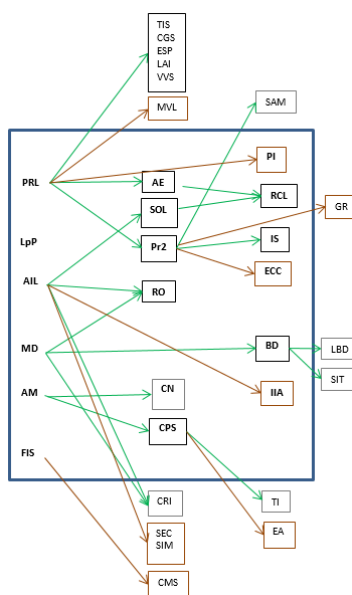 TIS
CGS
ESP
LAI
VVS
MVL
SAM
PI
PRL
AE
RCL
SOL
GR
LpP
Pr2
IS
ECC
AIL
RO
MD
BD
LBD
SIT
AM
CN
IIA
CPS
FIS
CRI
TI
SEC
SIM
EA
CMS